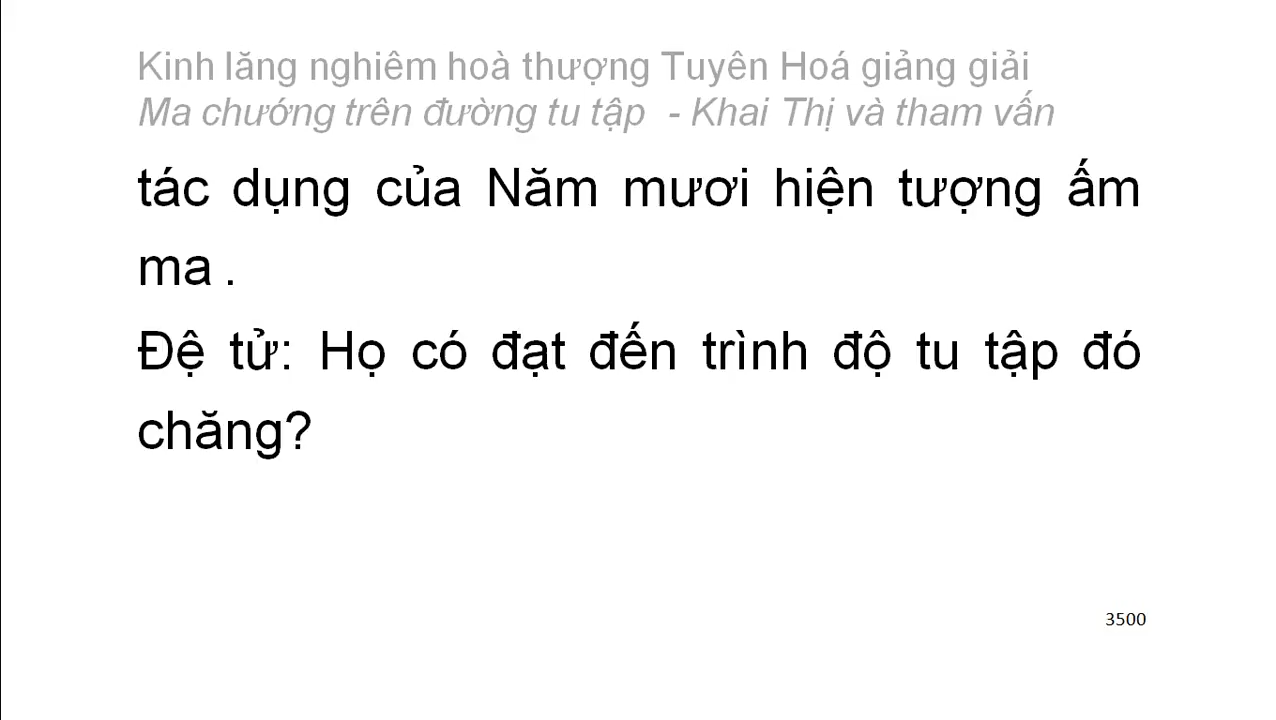 Kinh lăng nghiêm hoà thượng Tuyên Hoá giảng giải
Ma chướng trên đường tu tập - Khai Thị và tham vấn
tác dụng của Năm mươi hiện tượng ấm
ma .
Đệ tử: Họ có đạt đến trình độ tu tập đó
chăng?
3500